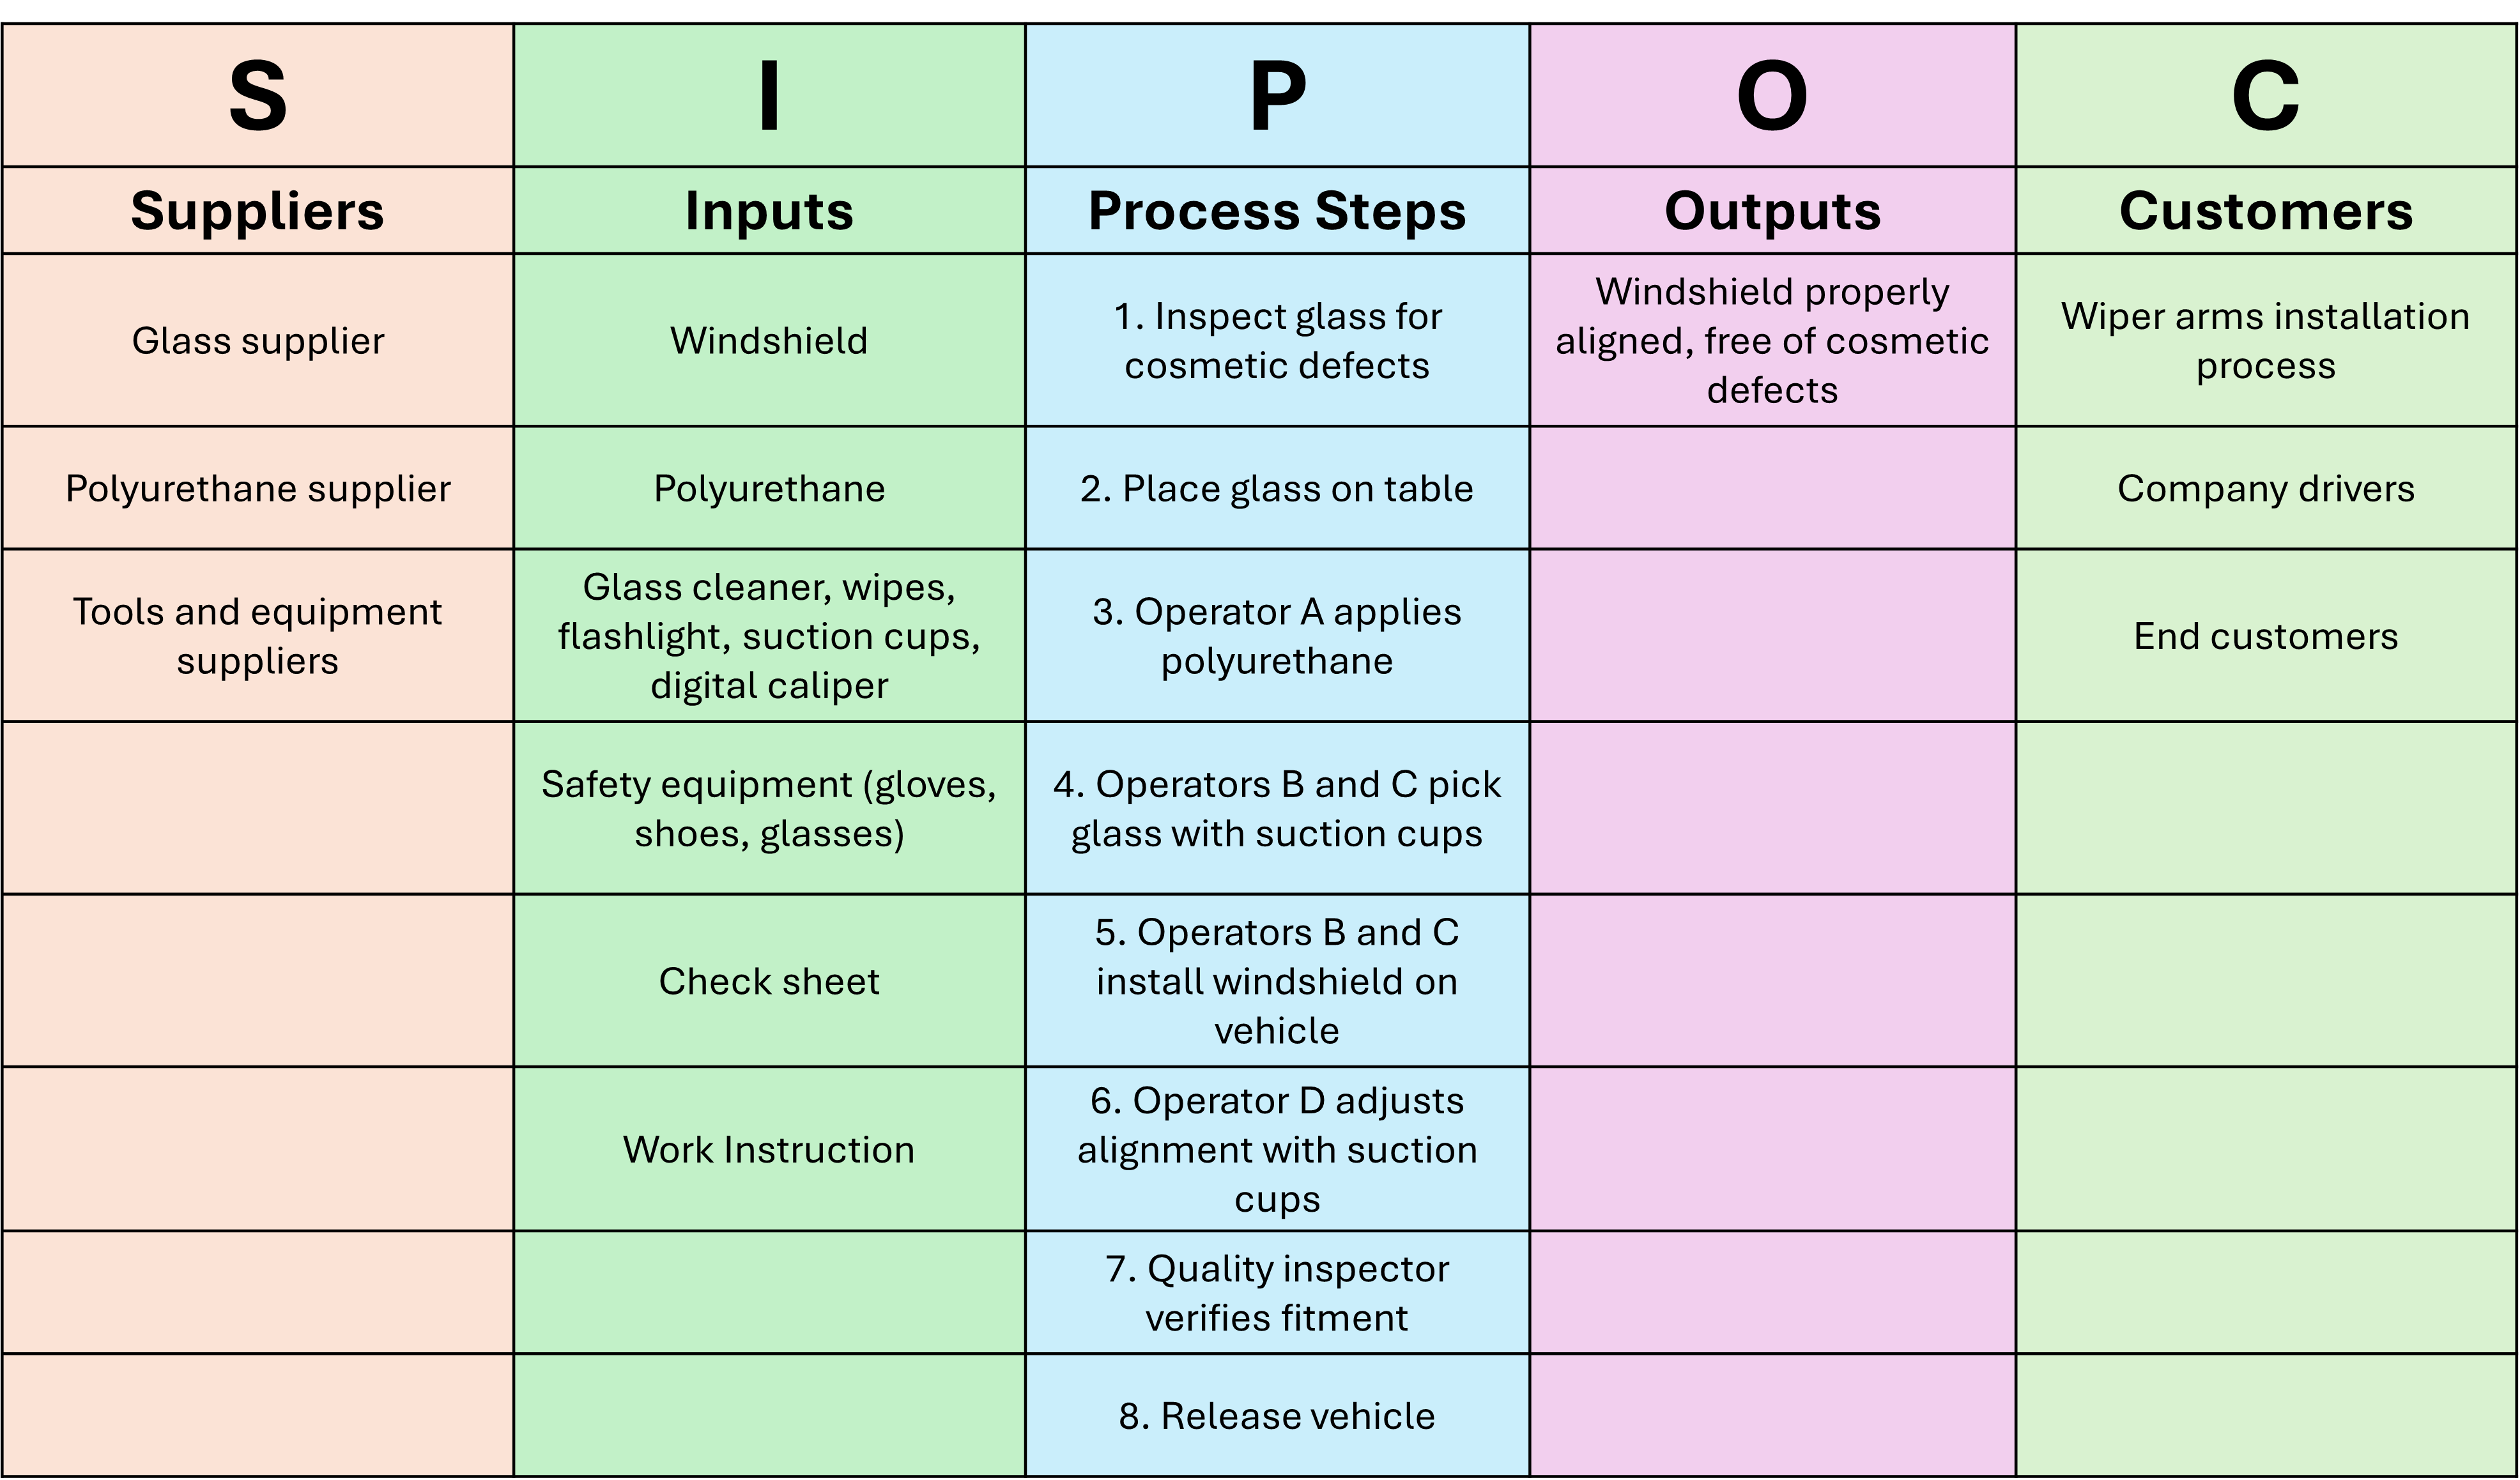 S
I
P
O
C
Suppliers
Inputs
Process Steps
Outputs
Customers
Glass supplier
Windshield
1. Inspect glass for
cosmetic defects
Windshield properly
aligned, free of cosmetic
defects
Wiper arms installation
process
Polyurethane supplier
Polyurethane
2. Place glass on table
Company drivers
Tools and equipment
suppliers
Glass cleaner, wipes,
flashlight, suction cups,
digital caliper
3. Operator A applies
polyurethane
End customers
Safety equipment (gloves,
shoes, glasses)
4. Operators B and C pick
glass with suction cups
Check sheet
5. Operators B and C
install windshield on
vehicle
Work Instruction
6. Operator D adjusts
alignment with suction
cups
7. Quality inspector
verifies fitment
8. Release vehicle